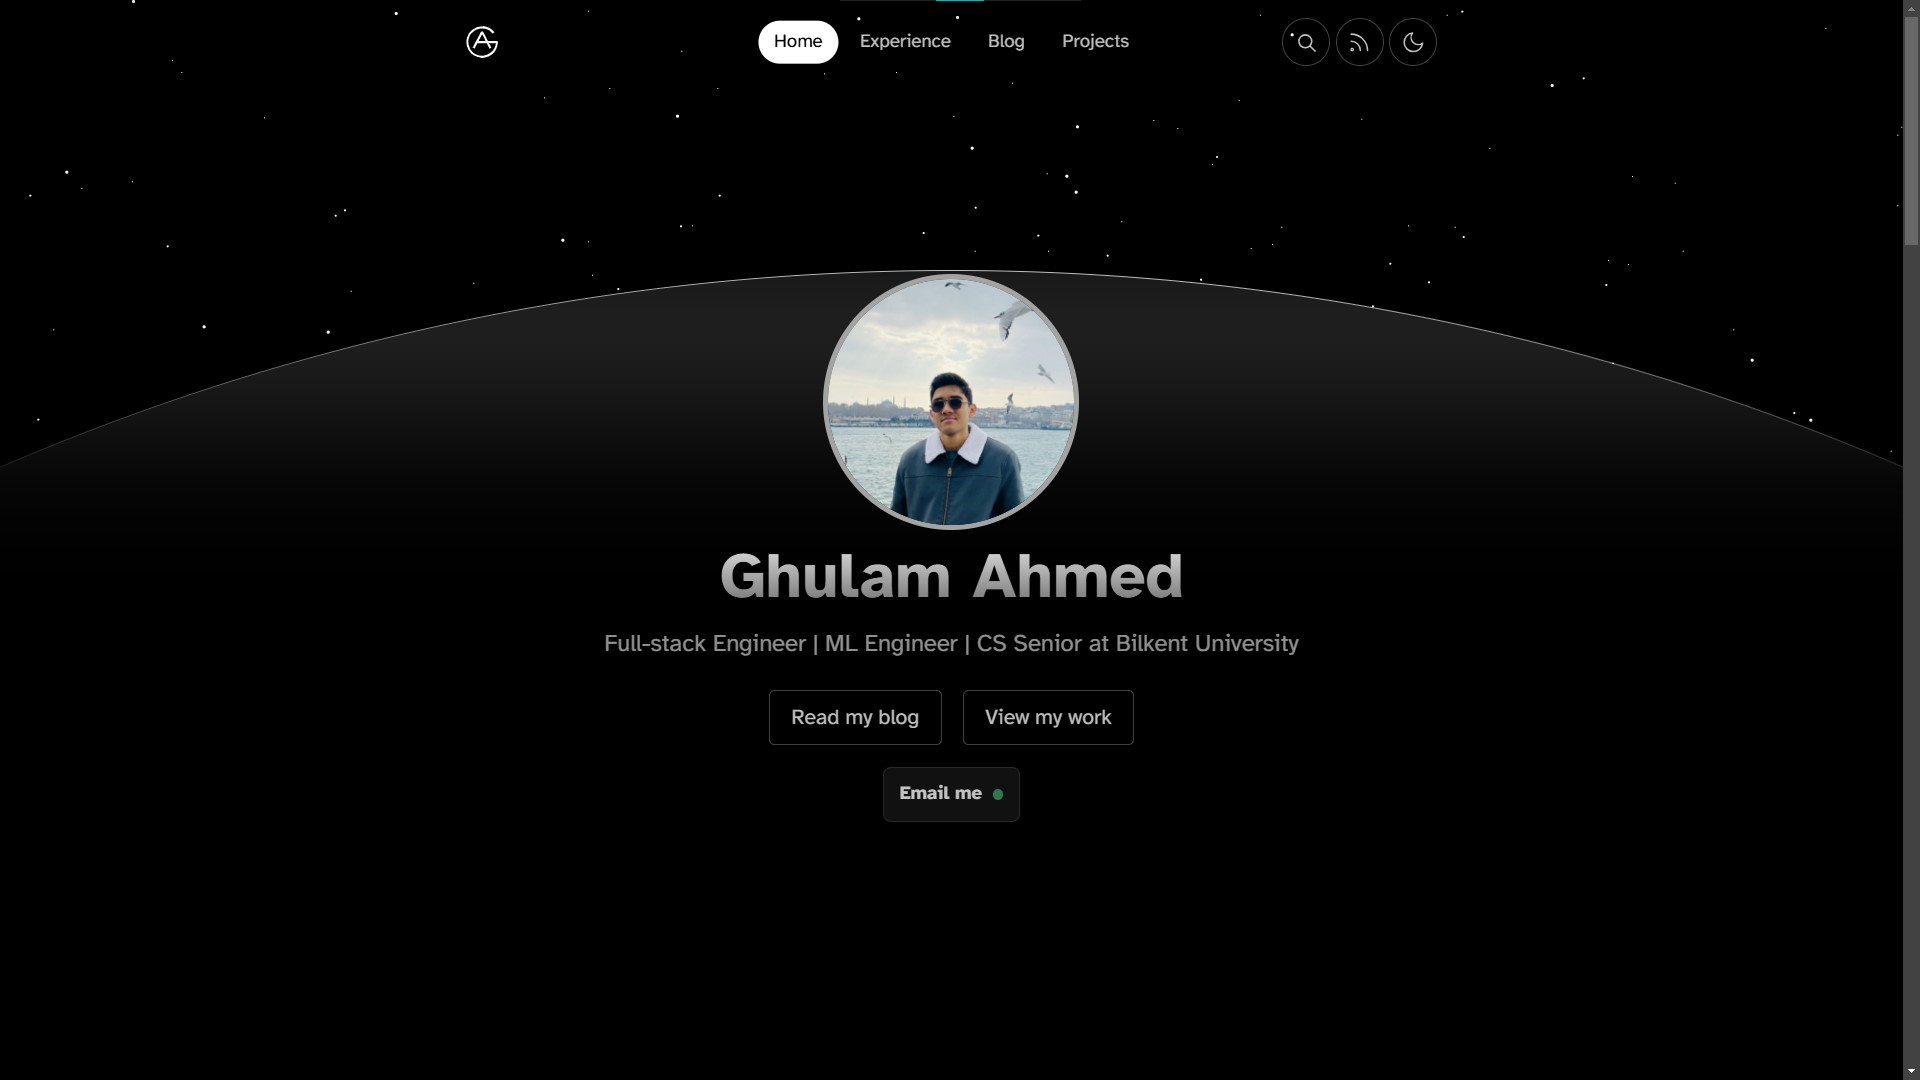 Home Experience Blog Projects
Ghulam Ahmed
Full-stack Engineer | ML Engineer | CS Senior at Bilkent University
Read my blog View my work
Email me